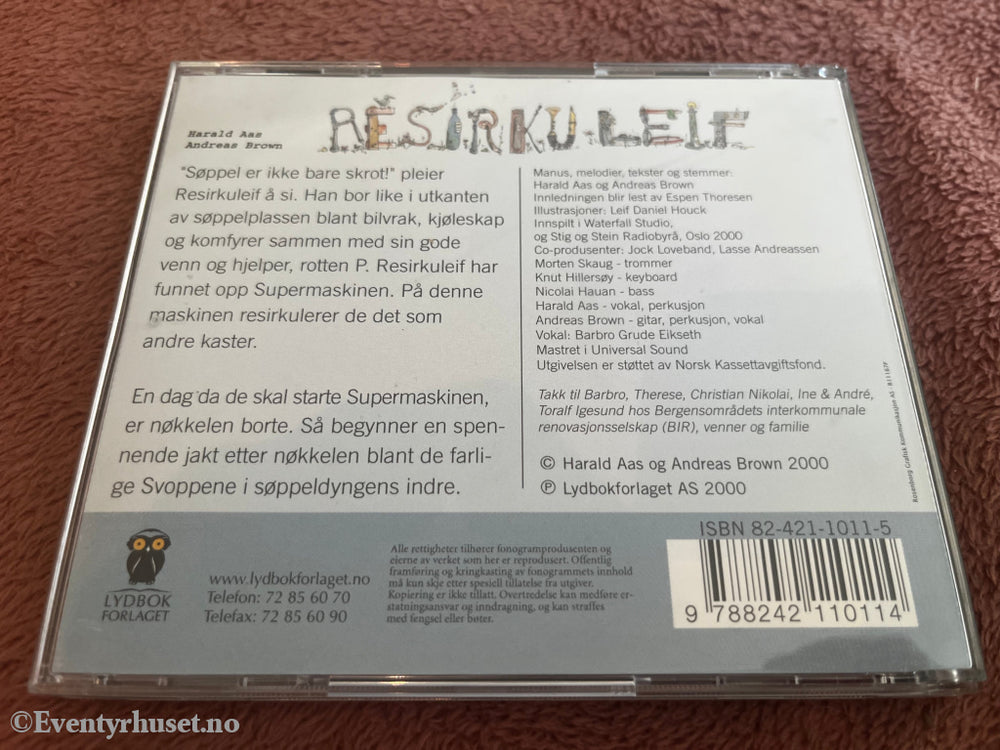 RESIRKULEIF
Harald Aas
Andreas Brown
"Søppel er ikke bare skrot!" pleier
Resirkuleif å si. Han bor like i utkanten
av søppelplassen blant bilvrak, kjøleskap
og komfyrer sammen med sin gode
venn og hjelper, rotten P. Resirkuleif har
funnet opp Supermaskinen. På denne
maskinen resirkulerer de det som
andre kaster.
En dag da de skal starte Supermaskinen,
er nøkkelen borte. Så begynner en spen-
nende jakt etter nøkkelen blant de farli-
ge Svoppene i søppeldyngens indre.
Manus, melodier, tekster og stemmer:
Harald Aas og Andreas Brown
Innledningen blir lest av Espen Thoresen
Illustrasjoner: Leif Daniel Houck
Innspilt i Waterfall Studio,
og Stig og Stein Radiobyrå, Oslo 2000
Co-produsenter: Jock Loveband, Lasse Andreassen
Morten Skaug - trommer
Knut Hillersøy - keyboard
Nicolai Hauan - bass
Harald Aas - vokal, perkusjon
Andreas Brown - gitar, perkusjon, vokal
Vokal: Barbro Grude Eikseth
Mastret i Universal Sound
Utgivelsen er støttet av Norsk Kassettavgiftsfond.
Takk til Barbro, Therese, Christian Nikolai, Ine & André,
Toralf Igesund hos Bergensområdets interkommunale
renovasjonsselskap (BIR), venner og familie
© Harald Aas og Andreas Brown 2000
℗ Lydbokforlaget AS 2000
Rosenborg Grafisk Kommunikasjon AS -
LYDBOK
FORLAGET
www.lydbokforlaget.no
Telefon: 72 85 60 70
Telefax: 72 85 60 90
Alle rettigheter tilhører fonogramprodusenten og
eierne av verket som her er reprodusert. Offentlig
framføring og kringkasting av fonogrammets innhold
må kun skje etter spesiell tillatelse fra utgiver.
Kopiering er ikke tillatt. Overtredelse kan medføre er-
statningsansvar og inndragning, og kan straffes
med fengsel eller bøter.
ISBN 82-421-1011-5
9 788242 110114
©Eventyrhuset.no